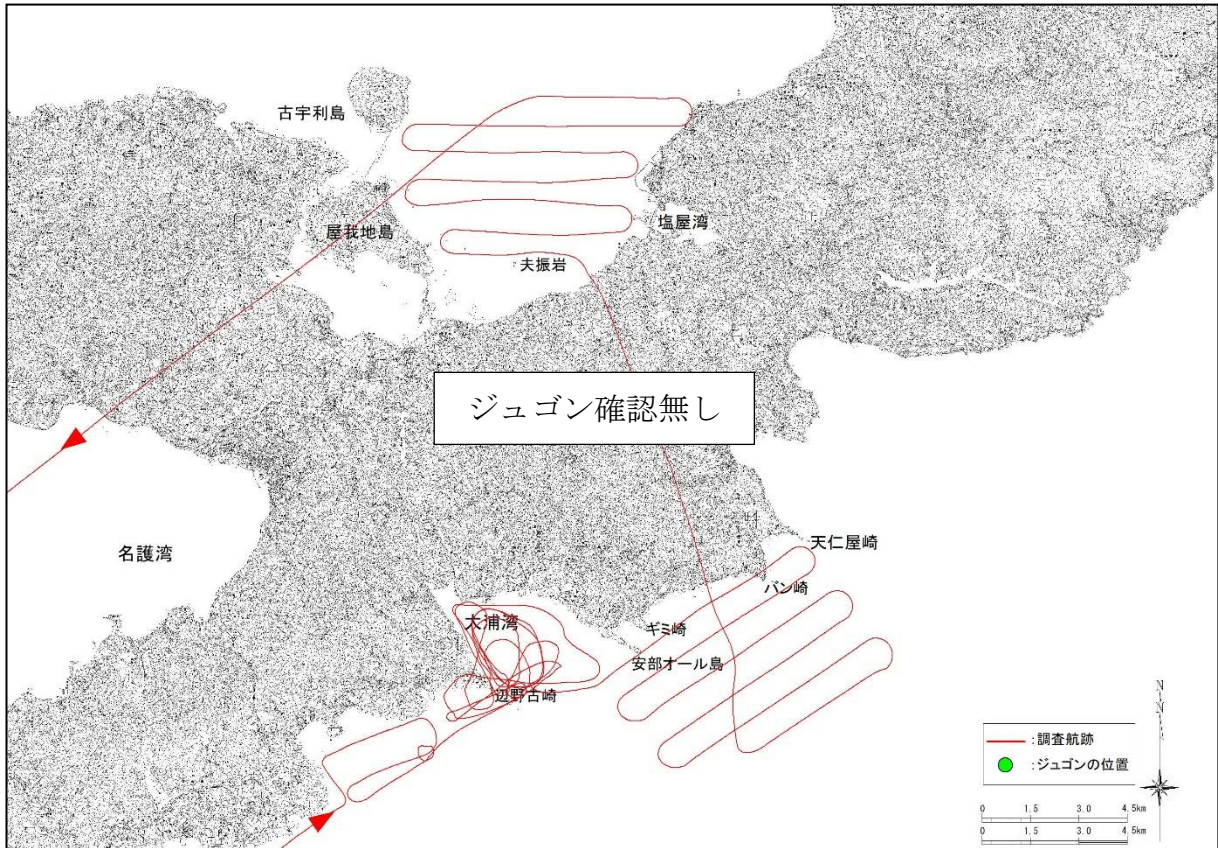 古宇利島
屋我地島
塩屋湾
夫振岩
ジュゴン確認無し
名護湾
天仁屋崎
バン崎
大浦湾
ギミ崎
安部オール島
辺野古崎
N
N
:調査航跡
:ジュゴンの位置
0 1.5 3.0 4.5km
0 1.5 3.0 4.5km